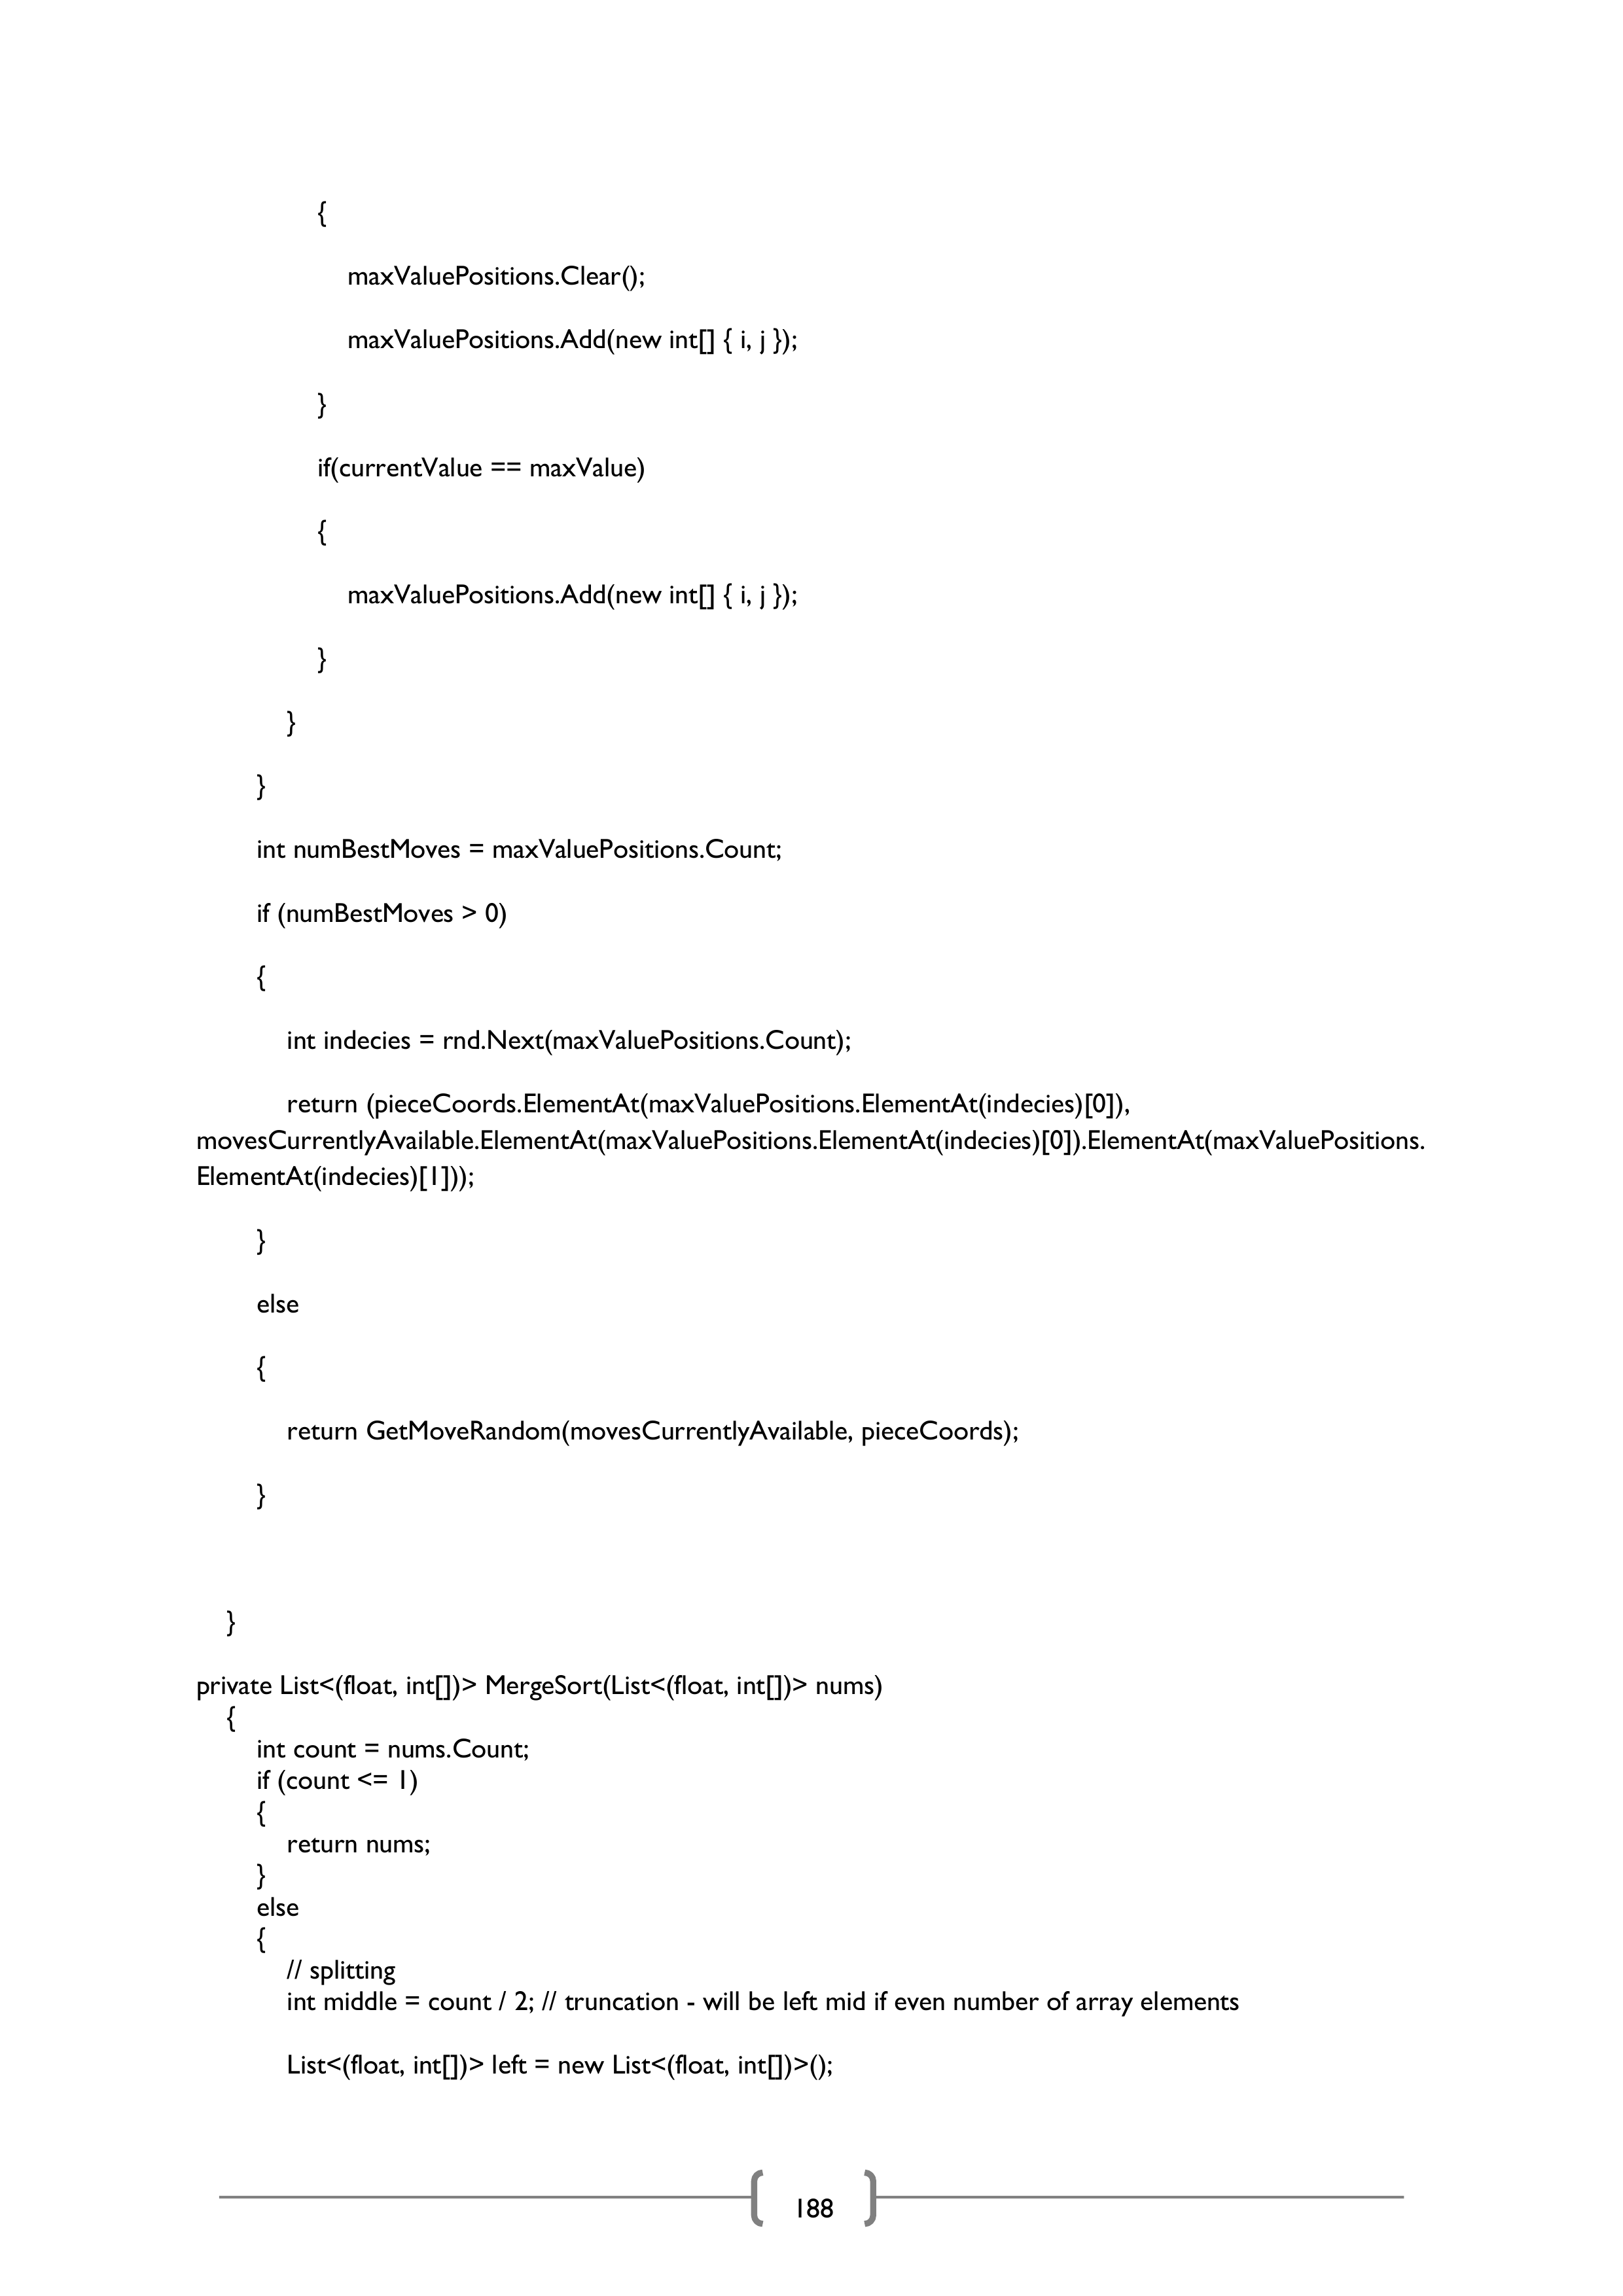 {
maxValuePositions.Clear();
maxValuePositions.Add(new int[] { i, j });
}
if(currentValue == maxValue)
{
maxValuePositions.Add(new int[] { i, j });
}
}
}
int numBestMoves = maxValuePositions.Count;
if (numBestMoves > 0)
{
int indecies = rnd.Next(maxValuePositions.Count);
return (pieceCoords.ElementAt(maxValuePositions.ElementAt(indecies)[0]),
movesCurrentlyAvailable.ElementAt(maxValuePositions.ElementAt(indecies)[0]).ElementAt(maxValuePositions.
ElementAt(indecies)[1]));
}
else
{
return GetMoveRandom(movesCurrentlyAvailable, pieceCoords);
}
}
private List<(float, int[])> MergeSort(List<(float, int[])> nums)
{
int count = nums.Count;
if (count <= 1)
{
return nums;
}
else
{
// splitting
int middle = count / 2; // truncation - will be left mid if even number of array elements
List<(float, int[])> left = new List<(float, int[])>();
188